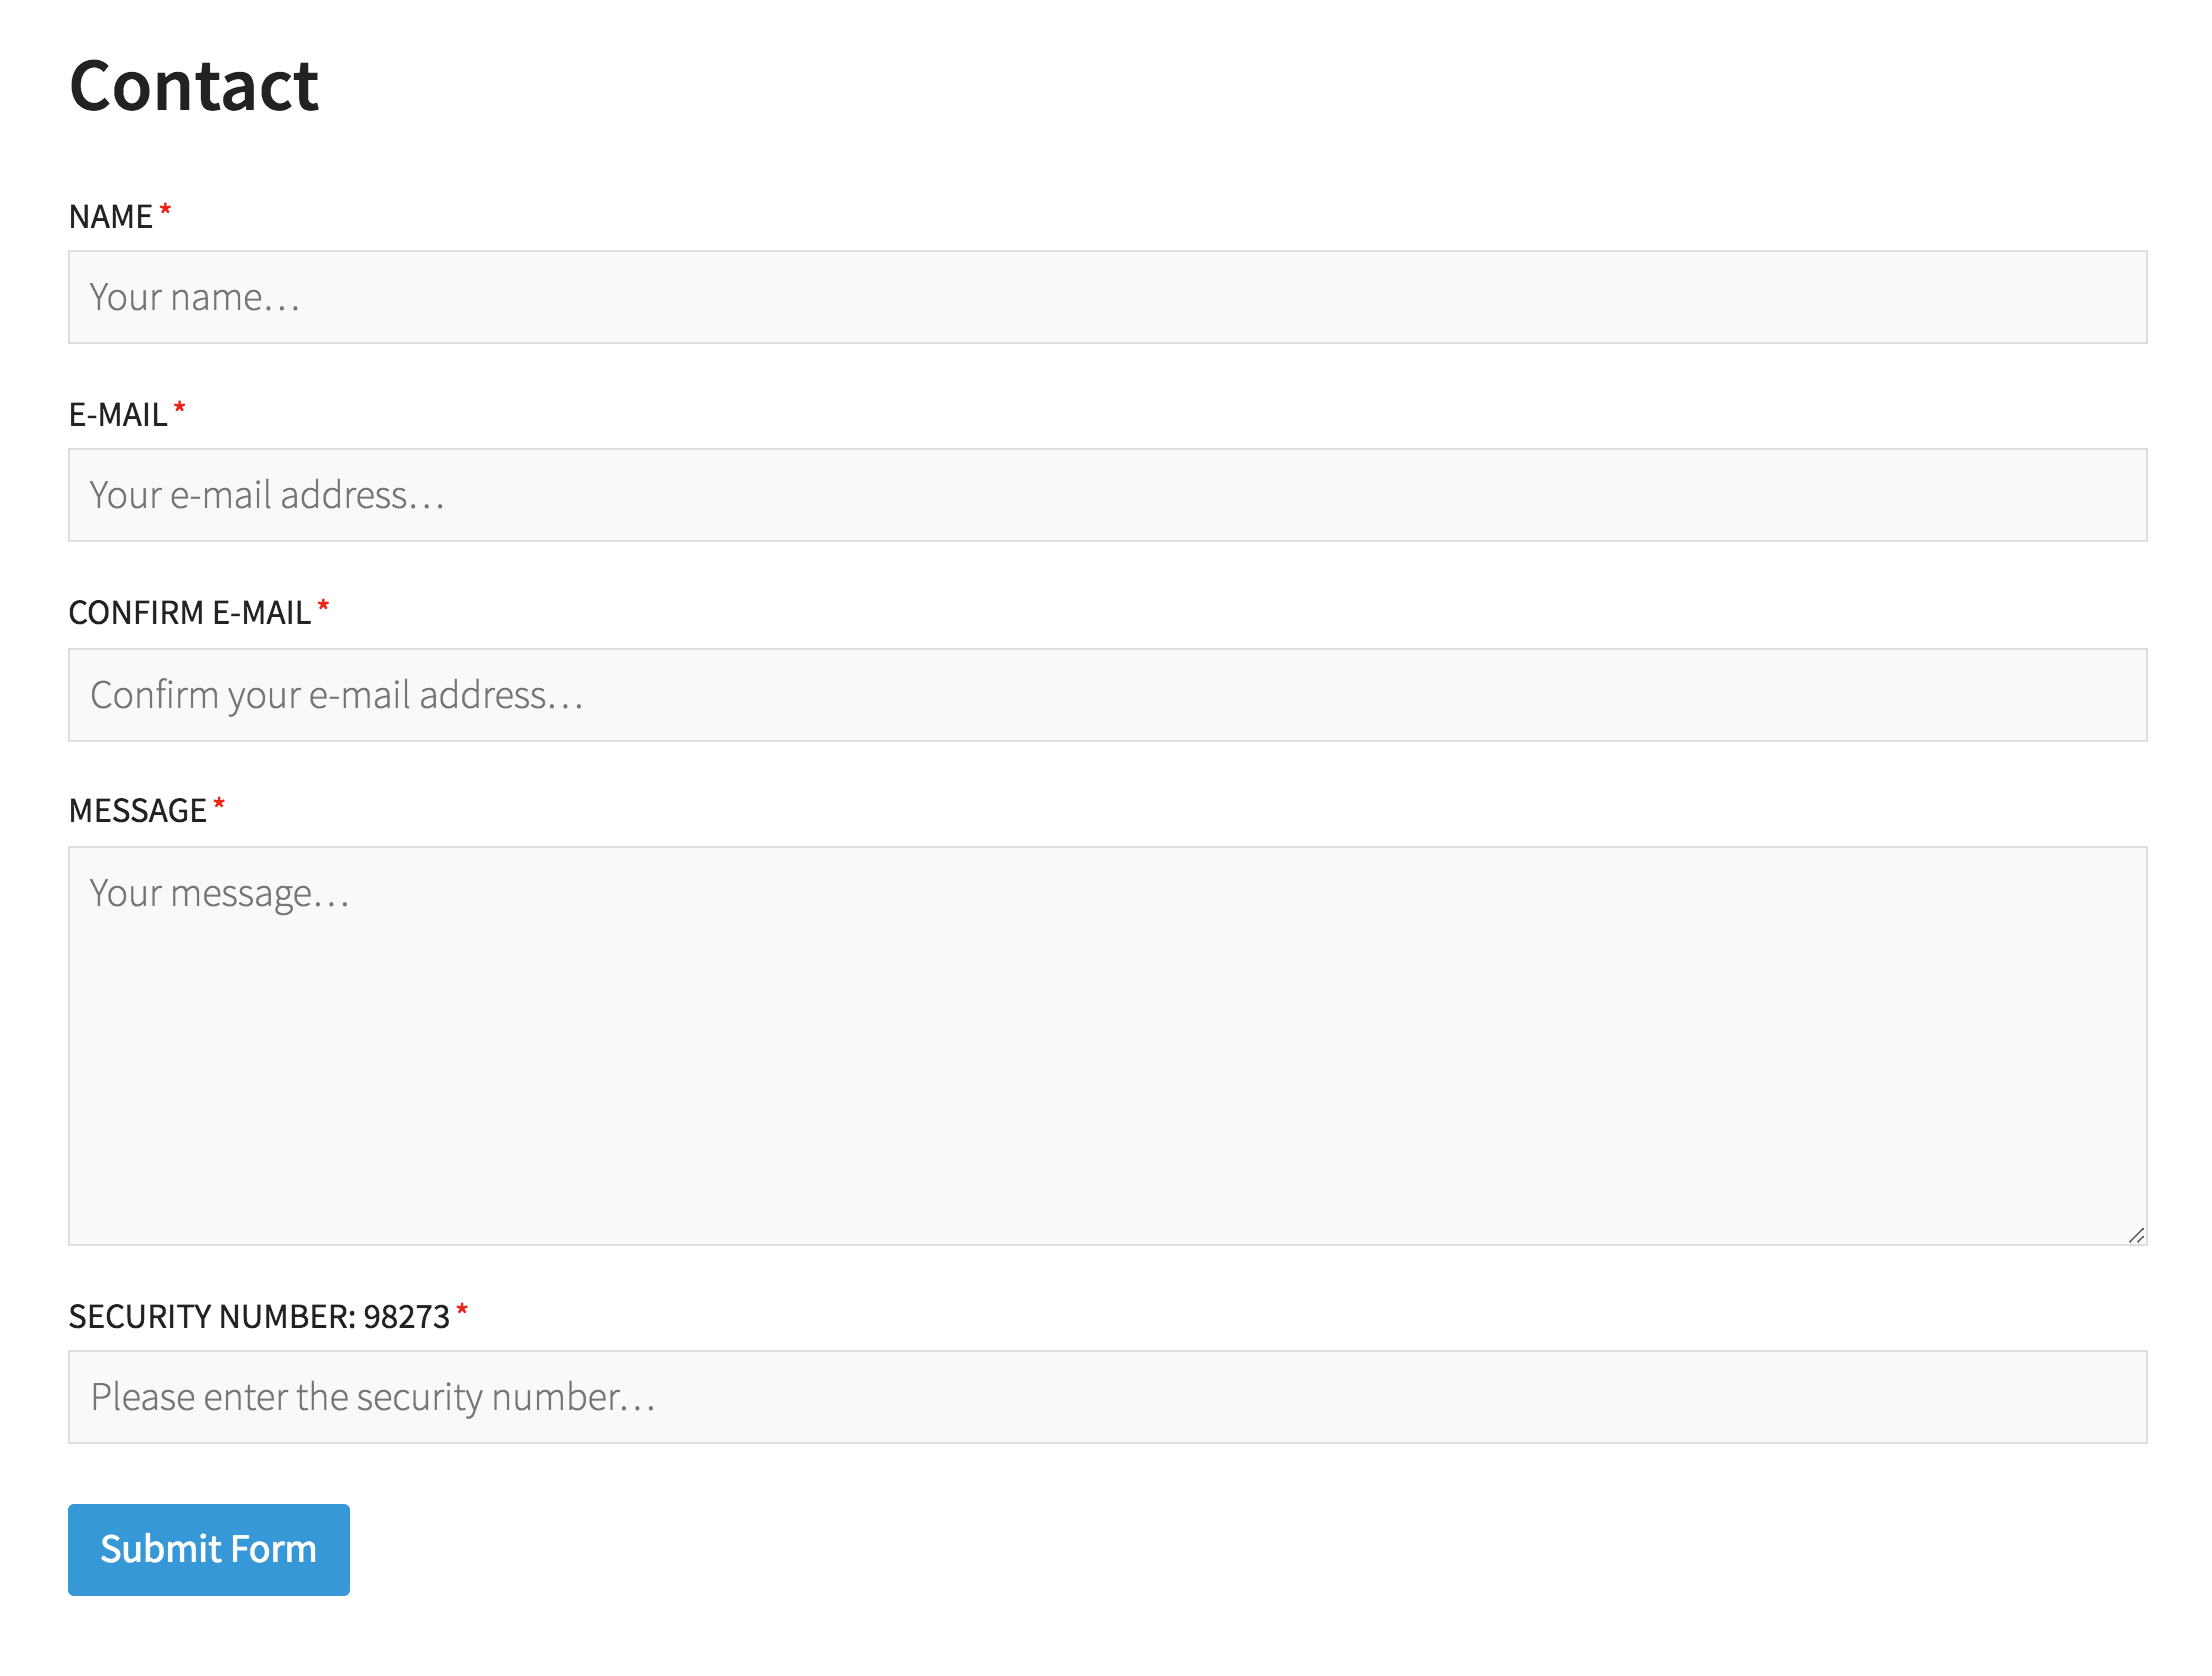 Contact
NAME *
Your name…
E-MAIL *
Your e-mail address…
CONFIRM E-MAIL *
Confirm your e-mail address…
MESSAGE *
Your message…
SECURITY NUMBER: 98273 *
Please enter the security number…
Submit Form